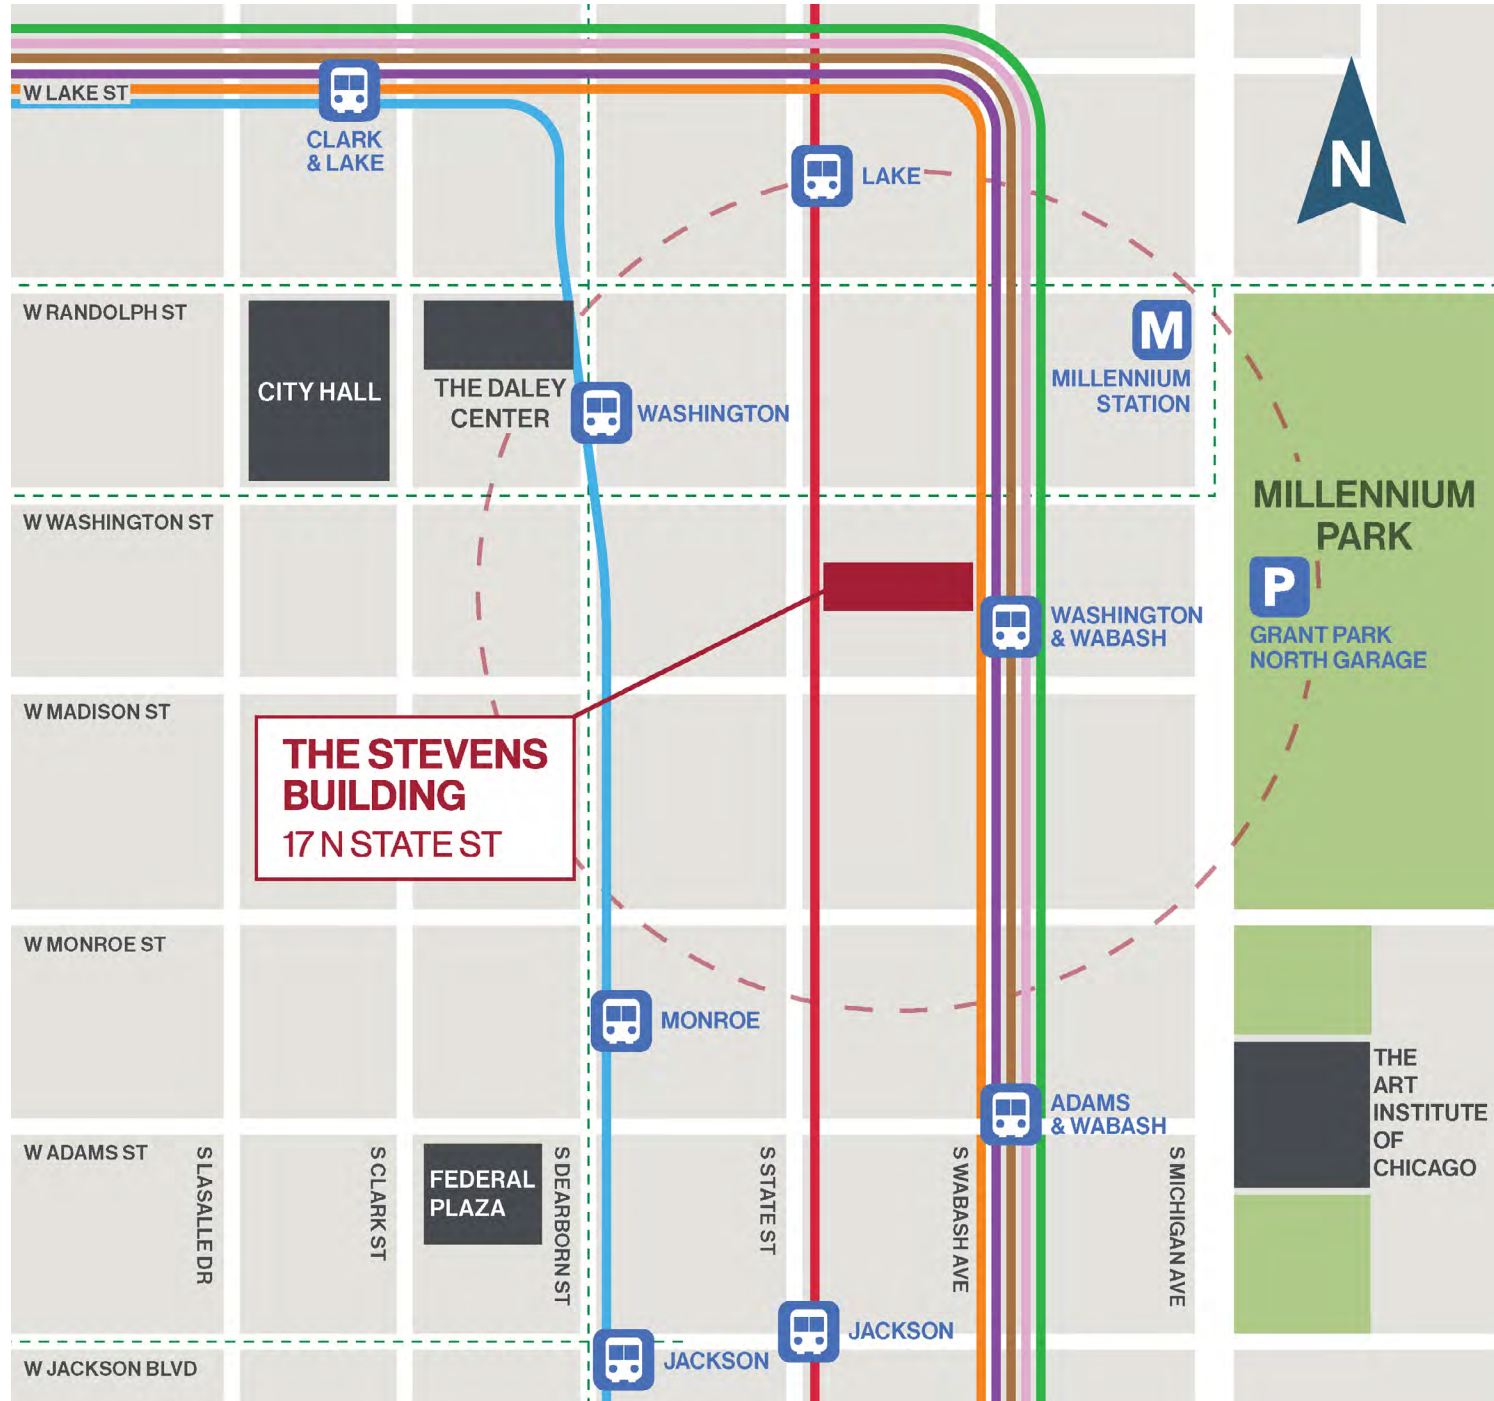 W LAKE ST
CLARK
& LAKE
LAKE
N
W RANDOLPH ST
CITY HALL
THE DALEY
CENTER
WASHINGTON
M
MILLENNIUM
STATION
MILLENNIUM
PARK
W WASHINGTON ST
P
GRANT PARK
NORTH GARAGE
WASHINGTON
& WABASH
W MADISON ST
THE STEVENS
BUILDING
17 N STATE ST
W MONROE ST
MONROE
ADAMS
& WABASH
THE
ART
INSTITUTE
OF
CHICAGO
W ADAMS ST
S LASALLE DR
S CLARK ST
FEDERAL
PLAZA
S DEARBORN ST
S STATE ST
S WABASH AVE
S MICHIGAN AVE
JACKSON
JACKSON
W JACKSON BLVD